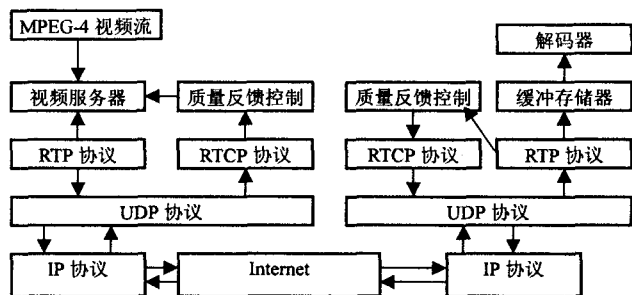 MPEG-4 视频流
解码器
视频服务器
质量反馈控制
质量反馈控制
缓冲存储器
RTP 协议
RTCP 协议
RTCP 协议
RTP 协议
UDP 协议
UDP 协议
IP 协议
Internet
IP 协议